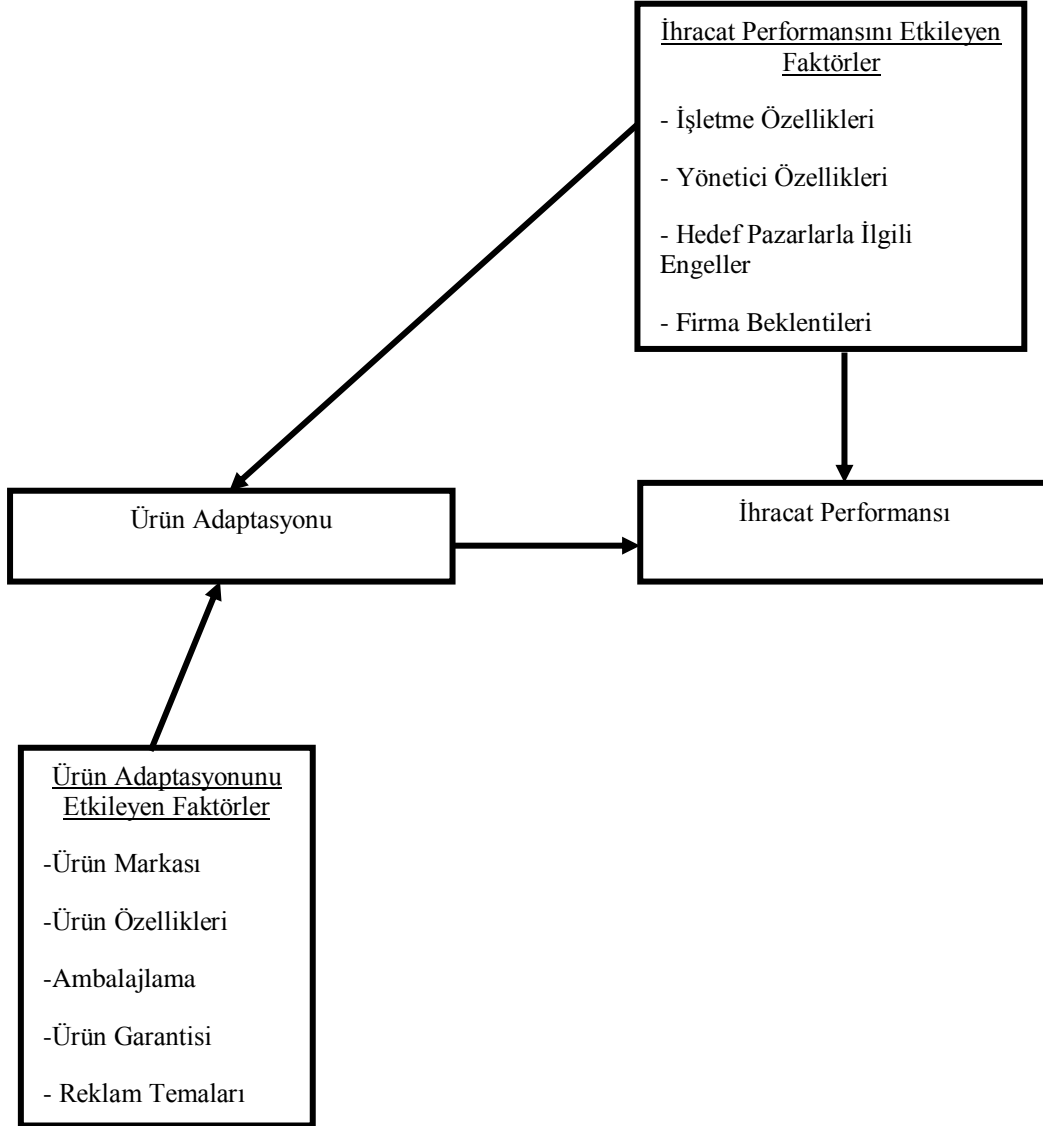 İhracat Performansını Etkileyen
Faktörler
- İşletme Özellikleri
- Yönetici Özellikleri
- Hedef Pazarlarla İlgili
Engeller
- Firma Beklentileri
Ürün Adaptasyonu
İhracat Performansı
Ürün Adaptasyonunu
Etkileyen Faktörler
-Ürün Markası
-Ürün Özellikleri
-Ambalajlama
-Ürün Garantisi
- Reklam Temaları